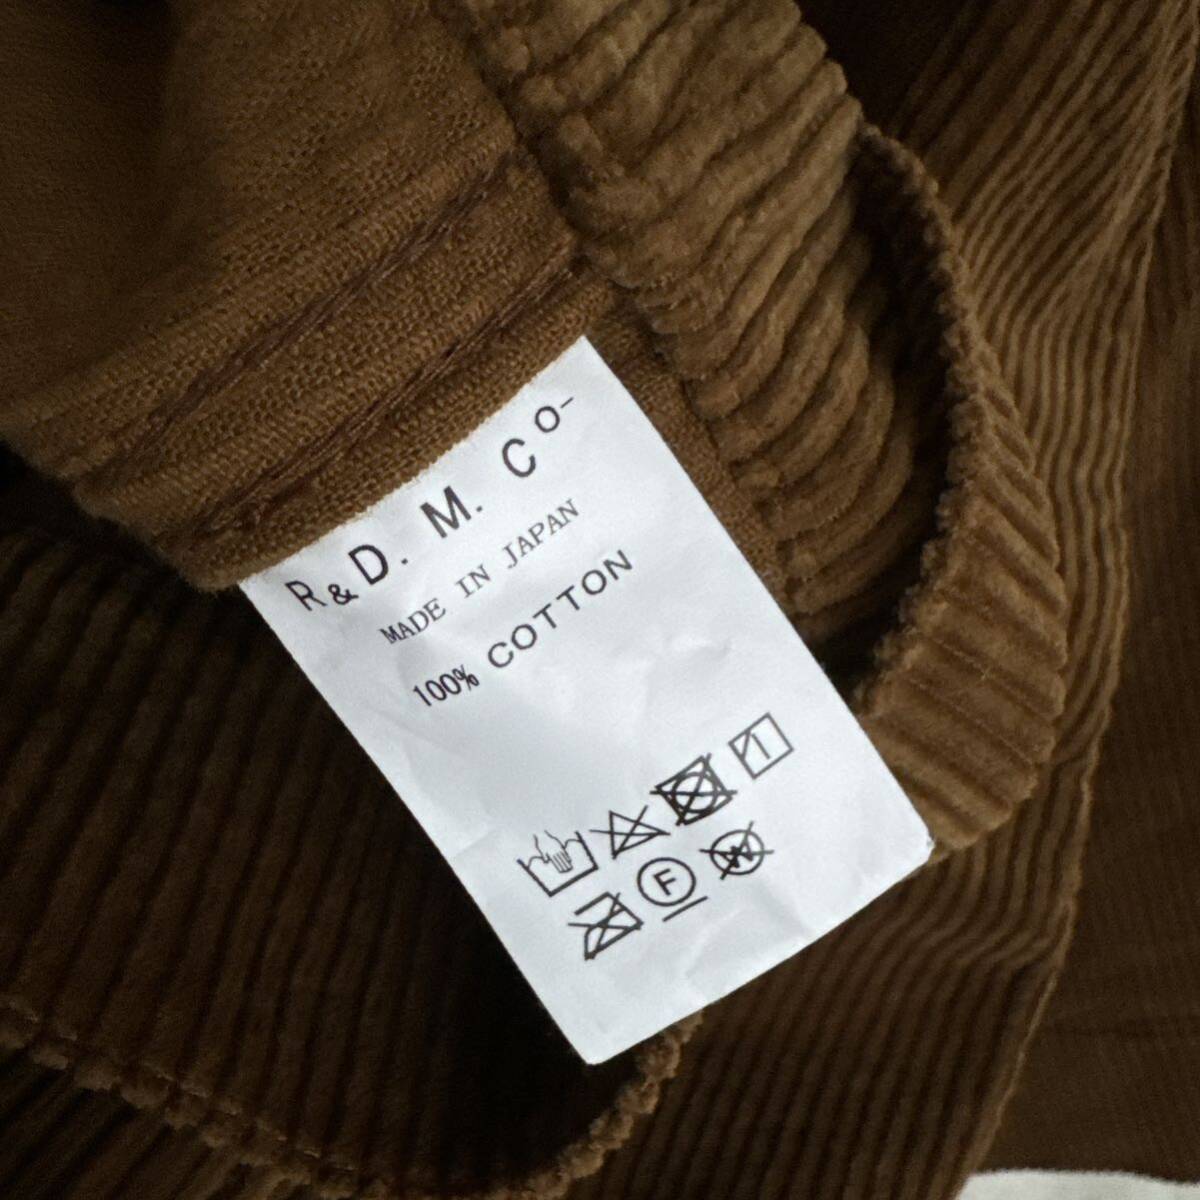 R&D. M. Co-
MADE IN JAPAN
100% COTTON
F W